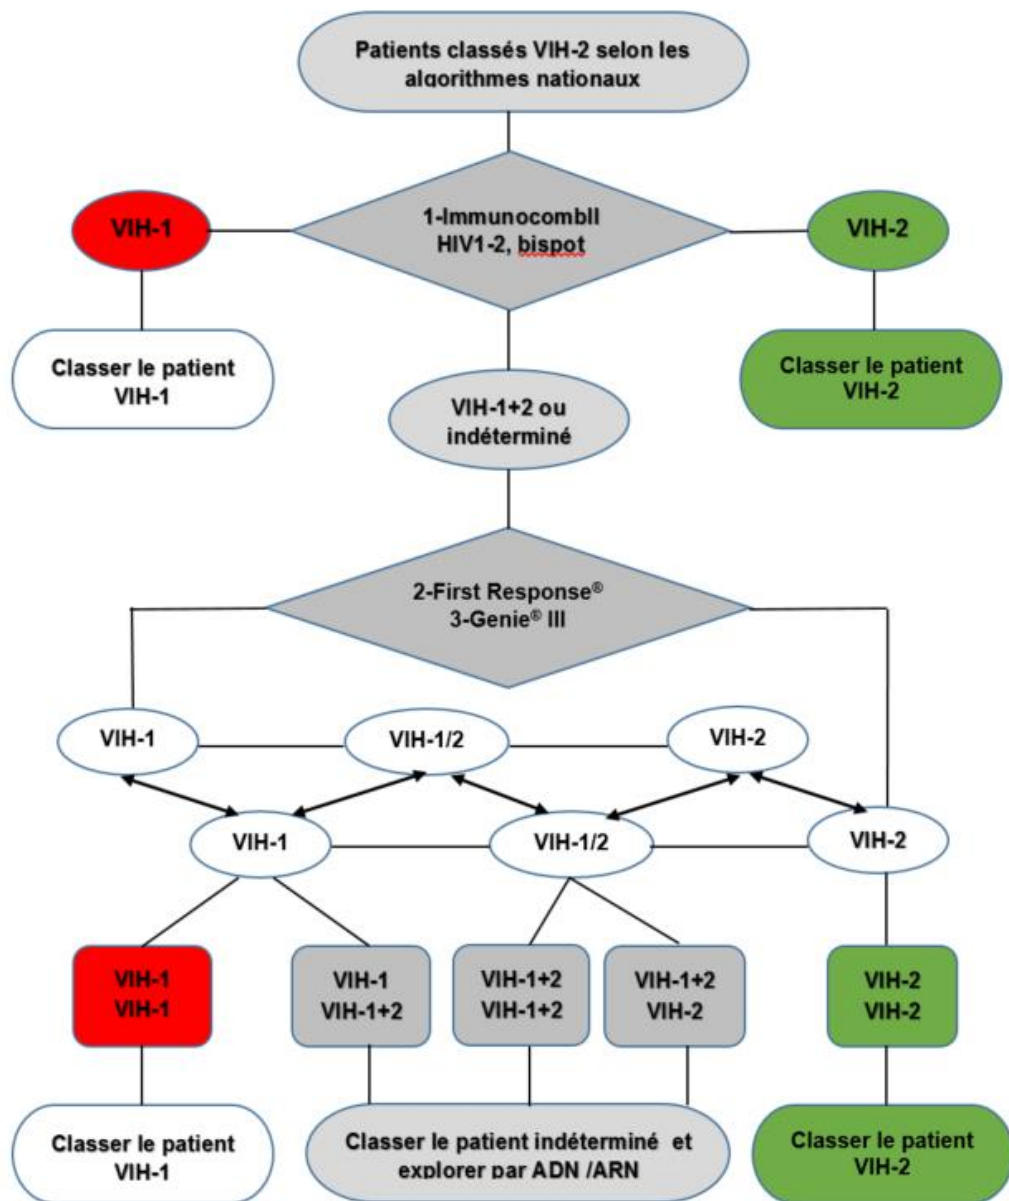 Patients classés VIH-2 selon les
algorithmes nationaux
VIH-1
1-ImmunocombII
HIV1-2, bispot
VIH-2
Classer le patient
VIH-1
Classer le patient
VIH-2
VIH-1+2 ou
indéterminé
2-First Response®
3-Genie® III
VIH-1
VIH-1/2
VIH-2
VIH-1
VIH-1/2
VIH-2
VIH-1
VIH-1
VIH-1
VIH-1+2
VIH-1+2
VIH-1+2
VIH-1+2
VIH-2
VIH-2
VIH-2
Classer le patient
VIH-1
Classer le patient indéterminé et
explorer par ADN /ARN
Classer le patient
VIH-2